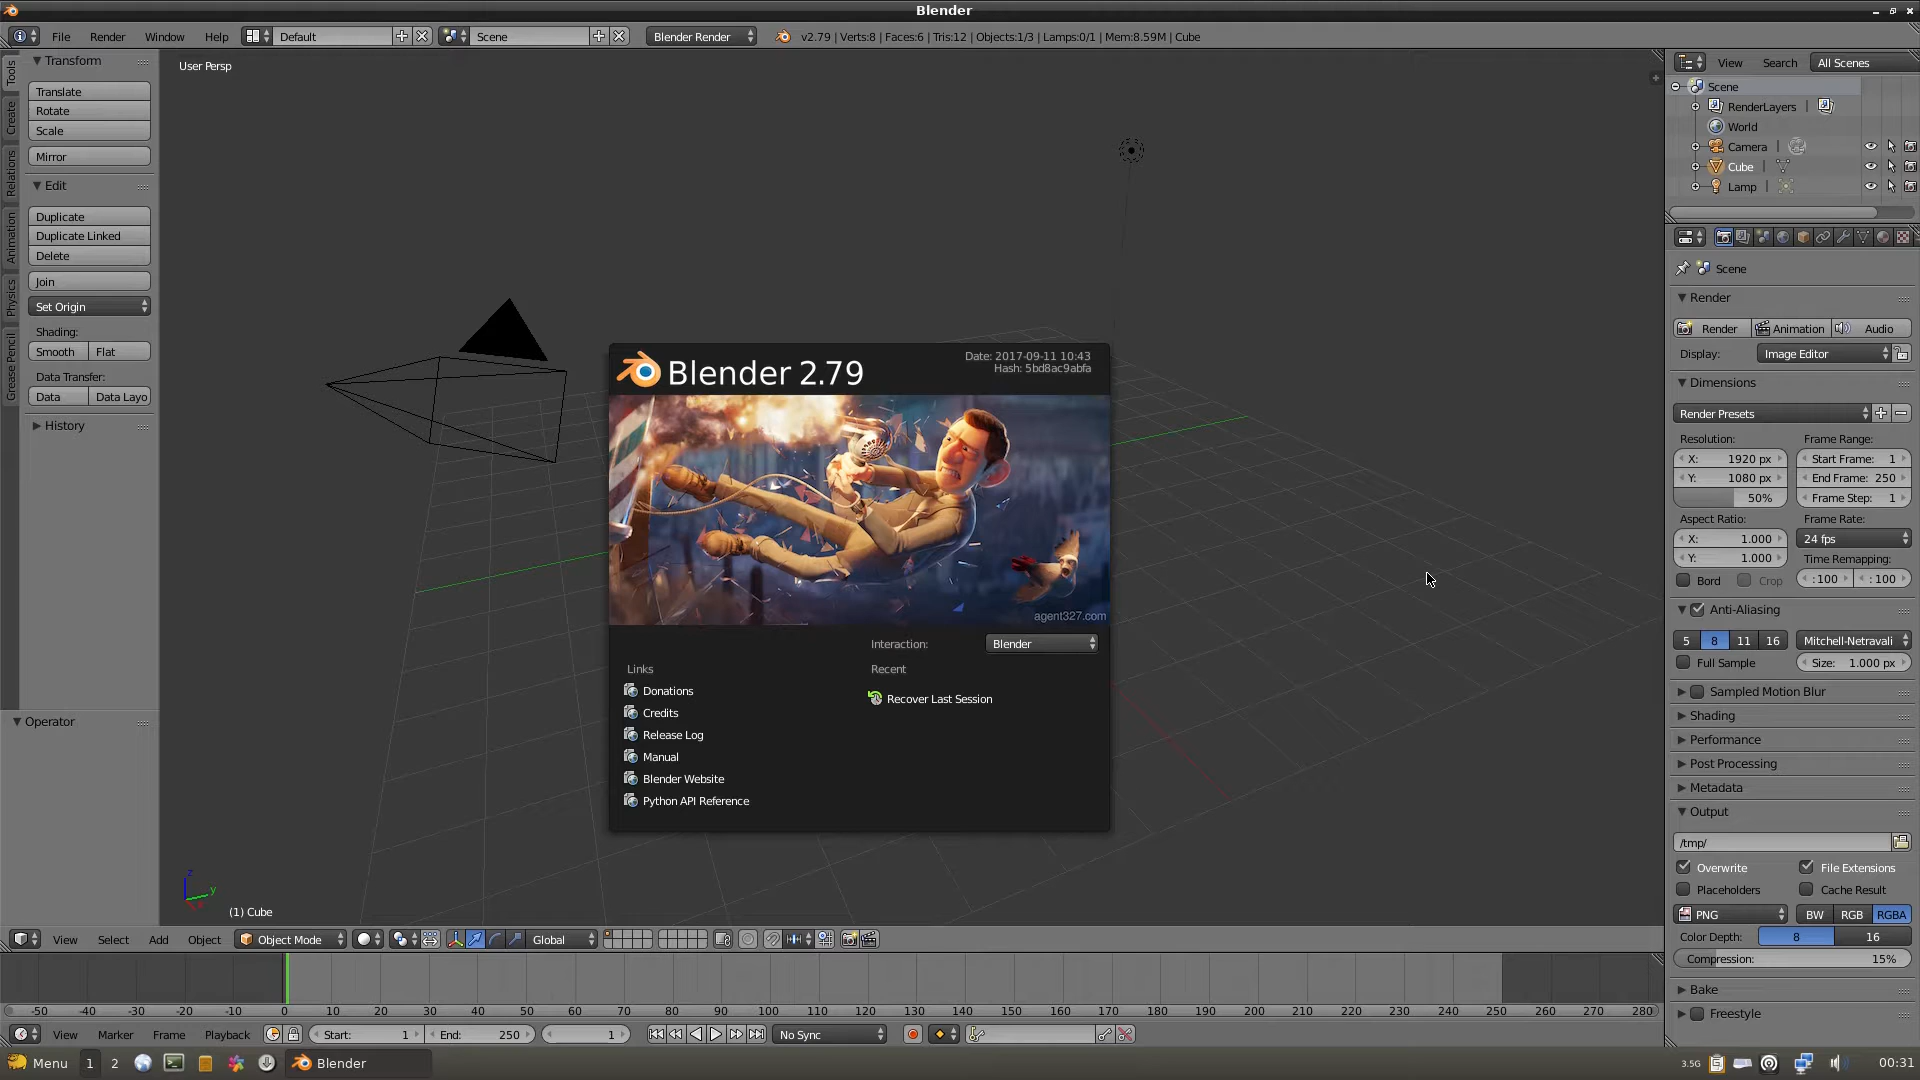 Blender
File Render Window Help Default Scene Blender Render v2.79 | Verts:8 | Faces:6 | Tris:12 | Objects:1/3 | Lamps:0/1 | Mem:8.59M | Cube
Tools
Create
Relations
Animation
Physics
Grease Pencil
Transform
Translate
Rotate
Scale
Mirror
Edit
Duplicate
Duplicate Linked
Delete
Join
Set Origin
Shading:
Smooth Flat
Data Transfer:
Data Data Layo
History
Operator
User Persp
Blender 2.79
Date: 2017-09-11 10:43
Hash: 5bd8ac9abfa
agent327.com
Interaction: Blender
Links
Donations
Credits
Release Log
Manual
Blender Website
Python API Reference
Recent
Recover Last Session
z
y
(1) Cube
View Select Add Object Object Mode Global
-50 -40 -30 -20 -10 0 10 20 30 40 50 60 70 80 90 100 110 120 130 140 150 160 170 180 190 200 210 220 230 240 250 260 270 280
View Marker Frame Playback Start: 1 End: 250 1 No Sync
View Search All Scenes
Scene
RenderLayers |
World
Camera |
Cube |
Lamp |
Scene
Render
Render Animation Audio
Display: Image Editor
Dimensions
Render Presets
Resolution: Frame Range:
X: 1920 px Start Frame: 1
Y: 1080 px End Frame: 250
50% Frame Step: 1
Aspect Ratio: Frame Rate:
X: 1.000 24 fps
Y: 1.000 Time Remapping:
Bord Crop :100 :100
Anti-Aliasing
5 8 11 16 Mitchell-Netravali
Full Sample Size: 1.000 px
Sampled Motion Blur
Shading
Performance
Post Processing
Metadata
Output
/tmp/
Overwrite File Extensions
Placeholders Cache Result
PNG BW RGB RGBA
Color Depth: 8 16
Compression: 15%
Bake
Freestyle
Menu 1 2 Blender 3.5G 00:31